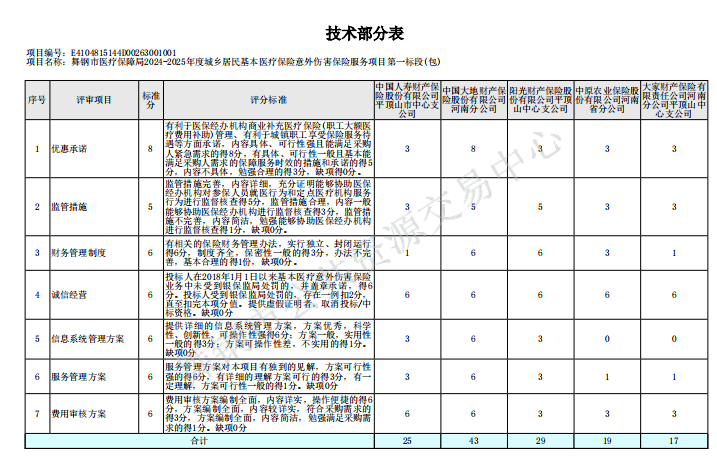 技术部分表
项目编号：E4104815144D00263001001
项目名称：舞钢市医疗保障局2024-2025年度城乡居民基本医疗保险意外伤害保险服务项目第一标段(包)
序号 评审项目 标准分 评分标准 中国人寿财产保险股份有限公司平顶山市中心支公司 中国大地财产保险股份有限公司河南分公司 阳光财产保险股份有限公司平顶山中心支公司 中原农业保险股份有限公司河南省分公司 大家财产保险有限责任公司河南分公司平顶山中心支公司
1 优惠承诺 8 3 8 3 3 3
有利于医保经办机构商业补充医疗保险(职工大额医
疗费用补助)管理、有利于城镇职工享受保险服务待
遇等方面承诺，内容具体、可行性强且能满足采购
人紧急需求的得8分，有具体、可行性一般且基本能
满足采购人需求的保障服务时效的措施和承诺的得5
分，内容不具体，勉强合理的得3分，缺项得0分。
2 监管措施 5 3 5 5 3 3
监管措施完善，内容详细，充分证明能够协助医保
经办机构对参保人员就医行为和定点医疗机构服务
行为进行监督核查得5分，监管措施合理，内容一般
能够协助医保经办机构进行监督核查得3分，监管措
施不完善，内容简洁，勉强能够协助医保经办机构
进行监督核查得1分，缺项0分。
3 财务管理制度 6 1 6 6 3 1
有相关的保险财务管理办法，实行独立、封闭运行
得6分，制度齐全，保密性一般的得3分，办法不完
善，基本合理的得1份，缺项0分。
4 诚信经营 6 6 6 6 6 6
投标人在2018年1月1日以来基本医疗意外伤害保险
业务中未受到银保监局处罚的，并盖章承诺，得6
分。投标人受到银保监局处罚的，存在一例扣2分，
直至扣完本项分值。提供虚假证明者，取消投标/中
标资格。缺项0分
5 信息系统管理方案 6 3 6 3 0 0
提供详细的信息系统管理方案，方案优秀，科学
性、创新性、可操作性强得6分；方案一般，实用性
一般的得3分；方案可操作性差，不实用的得1分。
缺项0分
6 服务管理方案 6 3 6 3 1 1
服务管理方案对本项目有独到的见解，方案可行性
强的得6分，有详细的理解方案可行的得3分，有一
定理解，方案可行性一般的得1分。缺项0分
7 费用审核方案 6 6 6 3 3 3
费用审核方案编制全面，内容详实，操作便捷的得6
分，方案编制全面，内容较详实，符合采购需求的
得3分，方案编制全面，内容简洁，勉强满足采购需
求的得1分。缺项0分
合计 25 43 29 19 17